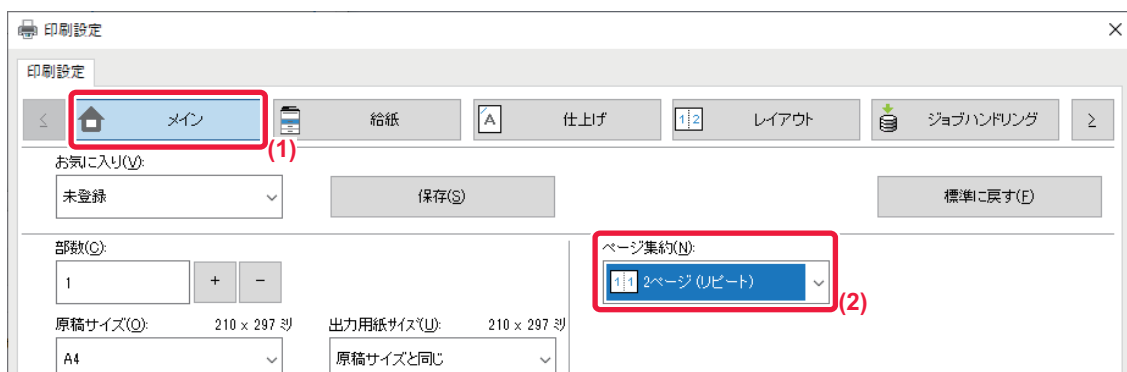 印刷設定
印刷設定
≤ メイン 給紙 A 仕上げ 1 2 レイアウト ジョブハンドリング ≥
(1)
お気に入り(V):
未登録 保存(S) 標準に戻す(F)
部数(C): ページ集約(N):
1 + − 1 1 2ページ (リピート)
(2)
原稿サイズ(O): 210 x 297 ミリ 出力用紙サイズ(U): 210 x 297 ミリ
A4 原稿サイズと同じ